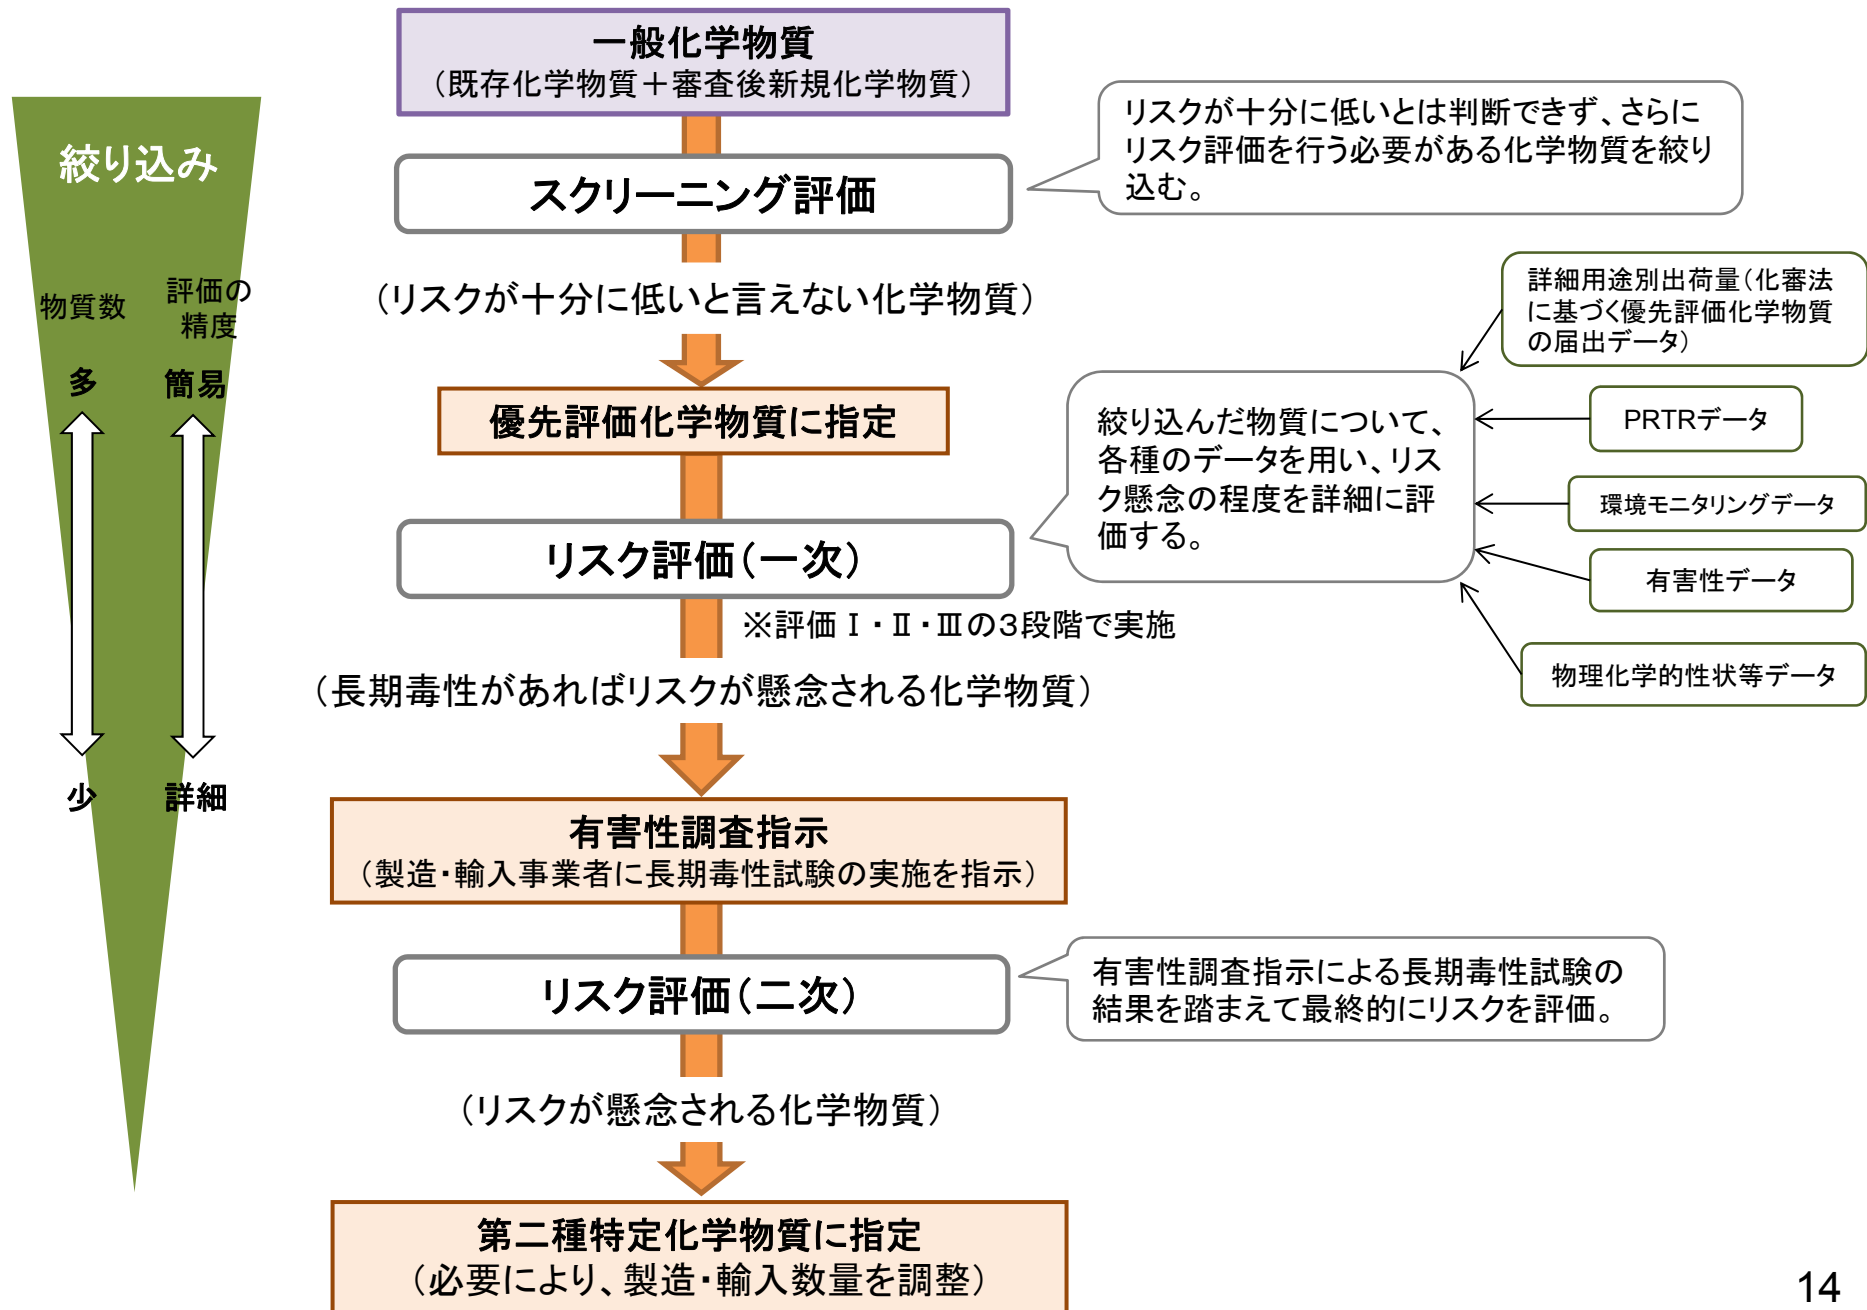 一般化学物質
（既存化学物質＋審査後新規化学物質）
絞り込み
リスクが十分に低いとは判断できず、さらに
リスク評価を行う必要がある化学物質を絞り
込む。
スクリーニング評価
物質数
評価の
精度
（リスクが十分に低いと言えない化学物質）
詳細用途別出荷量（化審法
に基づく優先評価化学物質
の届出データ）
多
簡易
優先評価化学物質に指定
絞り込んだ物質について、
各種のデータを用い、リス
ク懸念の程度を詳細に評
価する。
PRTRデータ
環境モニタリングデータ
有害性データ
物理化学的性状等データ
リスク評価（一次）
※評価Ⅰ・Ⅱ・Ⅲの3段階で実施
（長期毒性があればリスクが懸念される化学物質）
少
詳細
有害性調査指示
（製造・輸入事業者に長期毒性試験の実施を指示）
リスク評価（二次）
有害性調査指示による長期毒性試験の
結果を踏まえて最終的にリスクを評価。
（リスクが懸念される化学物質）
第二種特定化学物質に指定
（必要により、製造・輸入数量を調整）
14